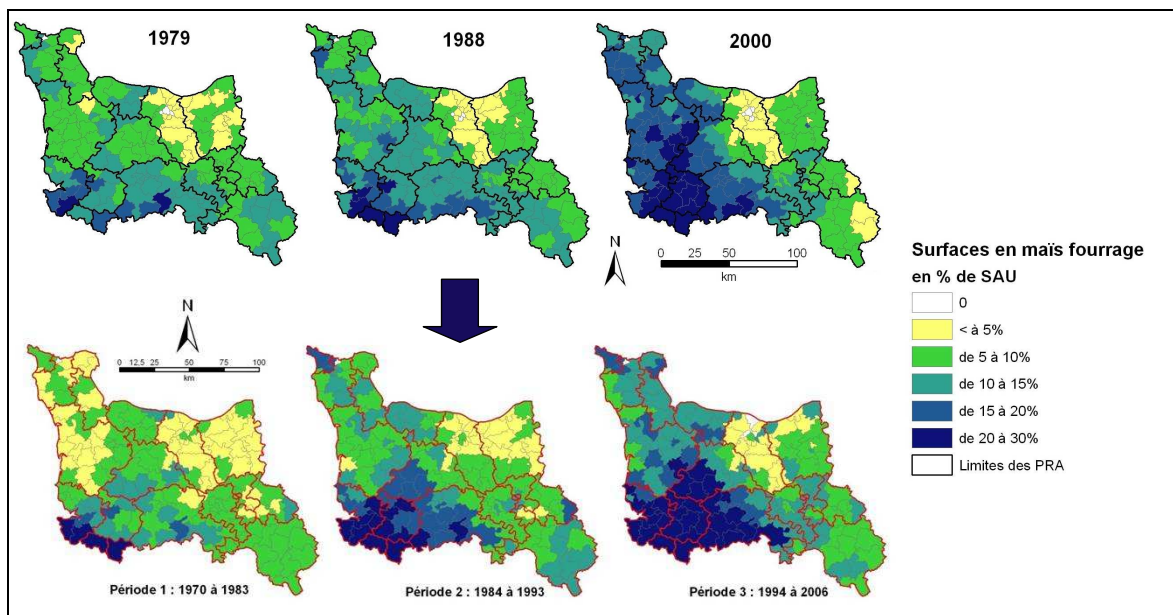 1979
1988
2000
N
0 25 50 100
km
N
0 12,5 25 50 75 100
km
Surfaces en maïs fourrage
en % de SAU
0
< à 5%
de 5 à 10%
de 10 à 15%
de 15 à 20%
de 20 à 30%
Limites des PRA
Période 1 : 1970 à 1983
Période 2 : 1984 à 1993
Période 3 : 1994 à 2006